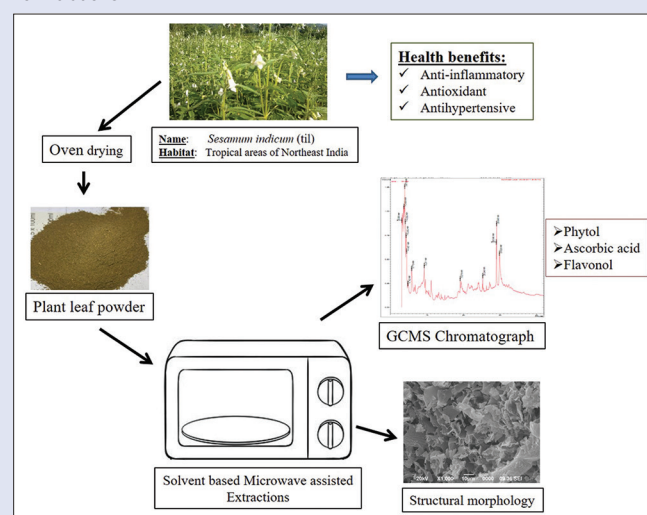 Health benefits:
✓ Anti-inflammatory
✓ Antioxidant
✓ Antihypertensive
Name: Sesamum indicum (til)
Habitat: Tropical areas of Northeast India
Oven drying
Plant leaf powder
➢Phytol
➢Ascorbic acid
➢Flavonol
GCMS Chromatograph
Solvent based Microwave assisted
Extractions
20kV
Structural morphology